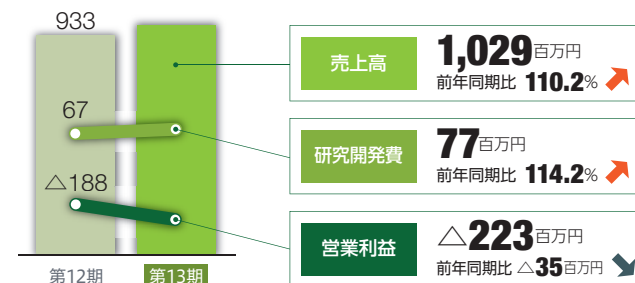 933
67
△188
第12期
第13期
売上高
1,029百万円
前年同期比 110.2%
研究開発費
77百万円
前年同期比 114.2%
営業利益
△223百万円
前年同期比 △35百万円